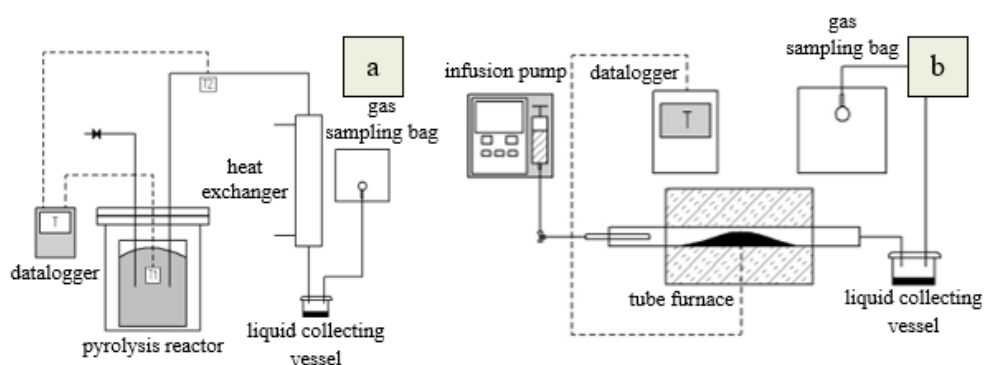 a
gas
sampling bag
T2
heat
exchanger
T
datalogger
T1
pyrolysis reactor
liquid collecting
vessel
gas
sampling bag
b
infusion pump
datalogger
T
tube furnace
liquid collecting
vessel